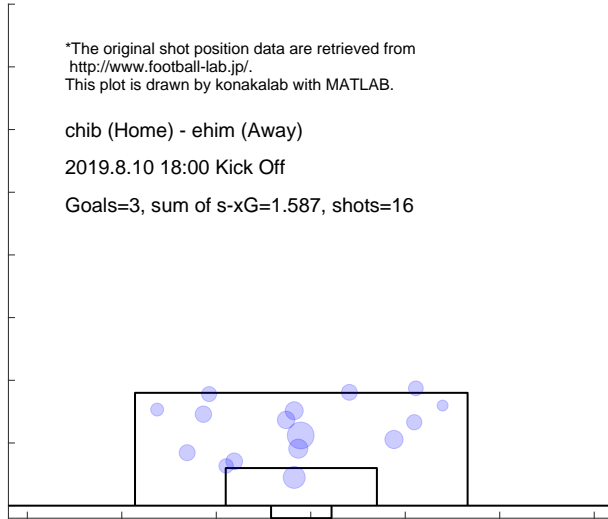 *The original shot position data are retrieved from
http://www.football-lab.jp/.
This plot is drawn by konakalab with MATLAB.
chib (Home) - ehim (Away)
2019.8.10 18:00 Kick Off
Goals=3, sum of s-xG=1.587, shots=16